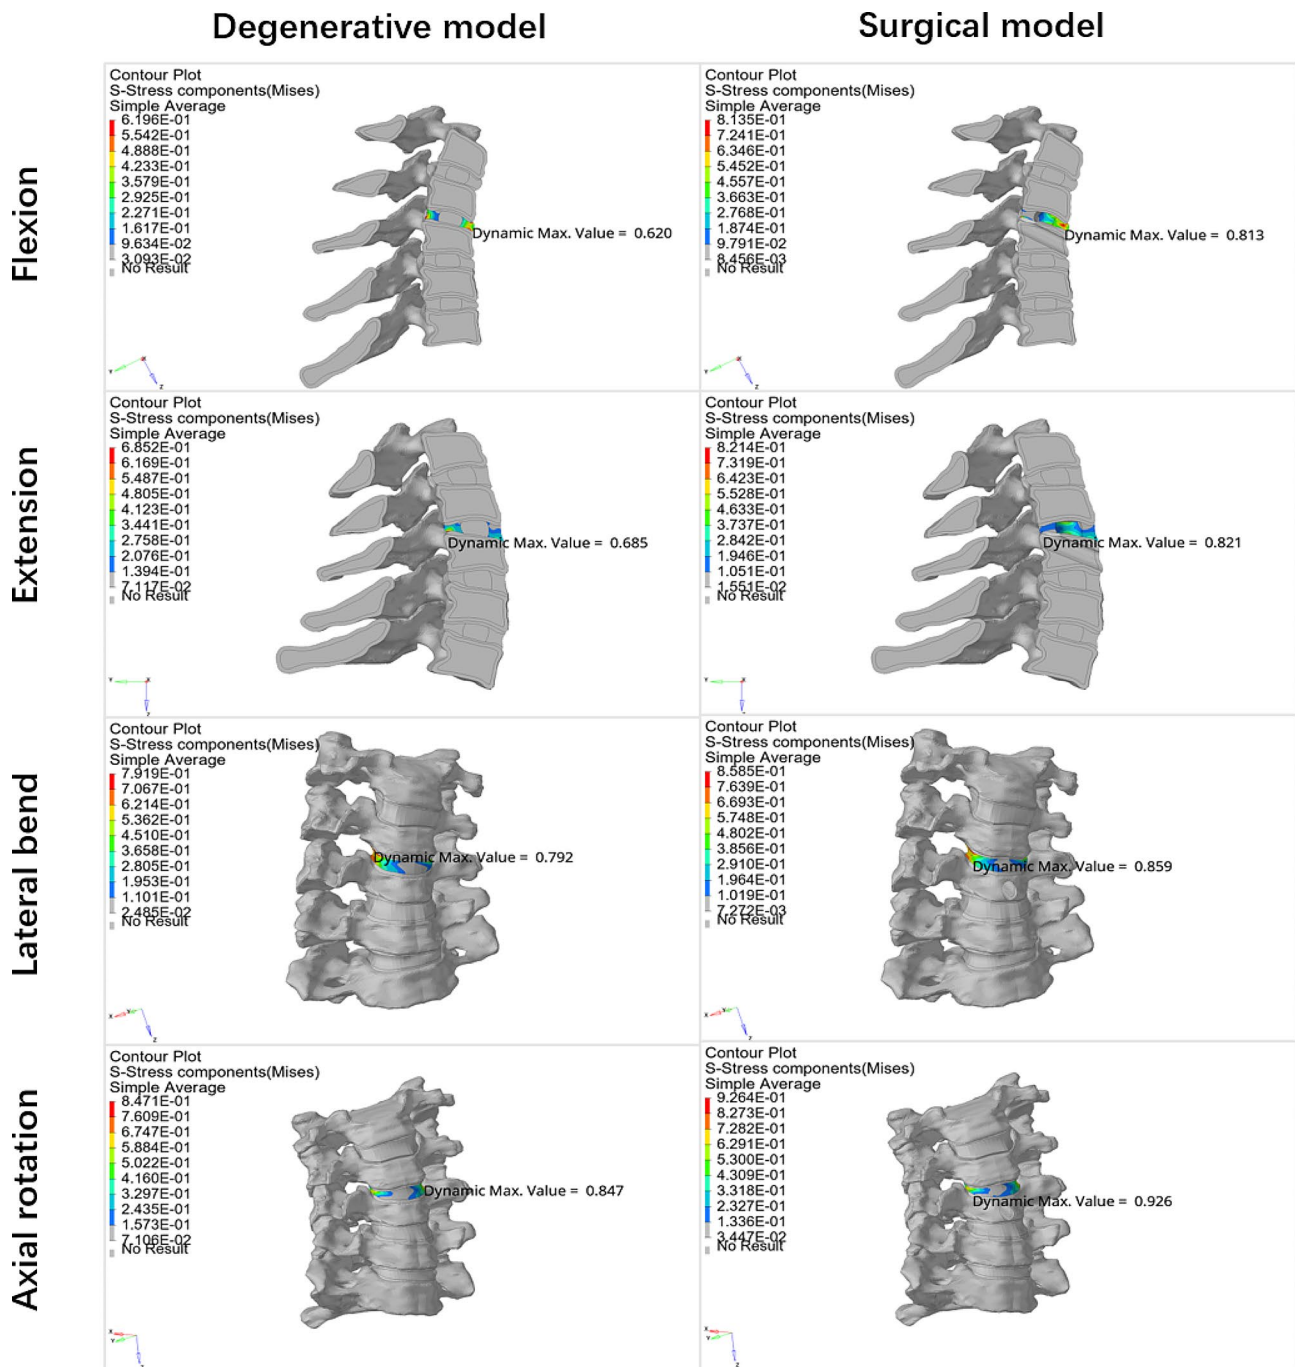 Degenerative model
Surgical model
Flexion
Contour Plot
S-Stress components(Mises)
Simple Average
6.196E-01
5.542E-01
4.888E-01
4.233E-01
3.579E-01
2.925E-01
2.271E-01
1.617E-01
9.634E-02
3.093E-02
No Result
Dynamic Max. Value = 0.620
Y X Z
Contour Plot
S-Stress components(Mises)
Simple Average
8.135E-01
7.241E-01
6.346E-01
5.452E-01
4.557E-01
3.663E-01
2.768E-01
1.874E-01
9.791E-02
8.456E-03
No Result
Dynamic Max. Value = 0.813
Y X Z
Extension
Contour Plot
S-Stress components(Mises)
Simple Average
6.852E-01
6.169E-01
5.487E-01
4.805E-01
4.123E-01
3.441E-01
2.758E-01
2.076E-01
1.394E-01
7.117E-02
No Result
Dynamic Max. Value = 0.685
Y X Z
Contour Plot
S-Stress components(Mises)
Simple Average
8.214E-01
7.319E-01
6.423E-01
5.528E-01
4.633E-01
3.737E-01
2.842E-01
1.946E-01
1.051E-01
1.551E-02
No Result
Dynamic Max. Value = 0.821
Y X Z
Lateral bend
Contour Plot
S-Stress components(Mises)
Simple Average
7.919E-01
7.067E-01
6.214E-01
5.362E-01
4.510E-01
3.658E-01
2.805E-01
1.953E-01
1.101E-01
2.485E-02
No Result
Dynamic Max. Value = 0.792
X Y Z
Contour Plot
S-Stress components(Mises)
Simple Average
8.585E-01
7.639E-01
6.693E-01
5.748E-01
4.802E-01
3.856E-01
2.910E-01
1.964E-01
1.019E-01
7.272E-03
No Result
Dynamic Max. Value = 0.859
X Y Z
Axial rotation
Contour Plot
S-Stress components(Mises)
Simple Average
8.471E-01
7.609E-01
6.747E-01
5.884E-01
5.022E-01
4.160E-01
3.297E-01
2.435E-01
1.573E-01
7.106E-02
No Result
Dynamic Max. Value = 0.847
X Y Z
Contour Plot
S-Stress components(Mises)
Simple Average
9.264E-01
8.273E-01
7.282E-01
6.291E-01
5.300E-01
4.309E-01
3.318E-01
2.327E-01
1.336E-01
3.447E-02
No Result
Dynamic Max. Value = 0.926
X Y Z